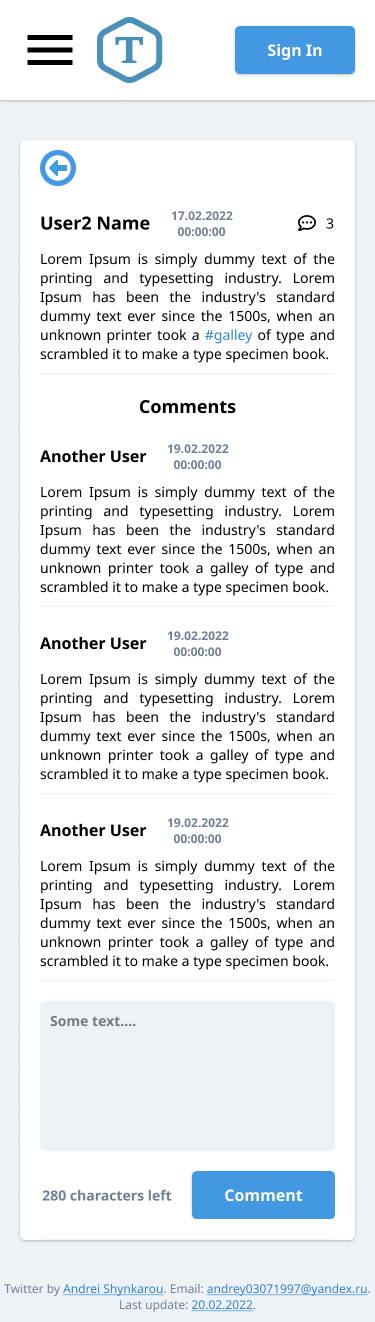 T
Sign In
User2 Name
17.02.2022
00:00:00
3
Lorem Ipsum is simply dummy text of the
printing and typesetting industry. Lorem
Ipsum has been the industry's standard
dummy text ever since the 1500s, when an
unknown printer took a #galley of type and
scrambled it to make a type specimen book.
Comments
Another User
19.02.2022
00:00:00
Lorem Ipsum is simply dummy text of the
printing and typesetting industry. Lorem
Ipsum has been the industry's standard
dummy text ever since the 1500s, when an
unknown printer took a galley of type and
scrambled it to make a type specimen book.
Another User
19.02.2022
00:00:00
Lorem Ipsum is simply dummy text of the
printing and typesetting industry. Lorem
Ipsum has been the industry's standard
dummy text ever since the 1500s, when an
unknown printer took a galley of type and
scrambled it to make a type specimen book.
Another User
19.02.2022
00:00:00
Lorem Ipsum is simply dummy text of the
printing and typesetting industry. Lorem
Ipsum has been the industry's standard
dummy text ever since the 1500s, when an
unknown printer took a galley of type and
scrambled it to make a type specimen book.
Some text....
280 characters left
Comment
Twitter by Andrei Shynkarou. Email: andrey03071997@yandex.ru.
Last update: 20.02.2022.